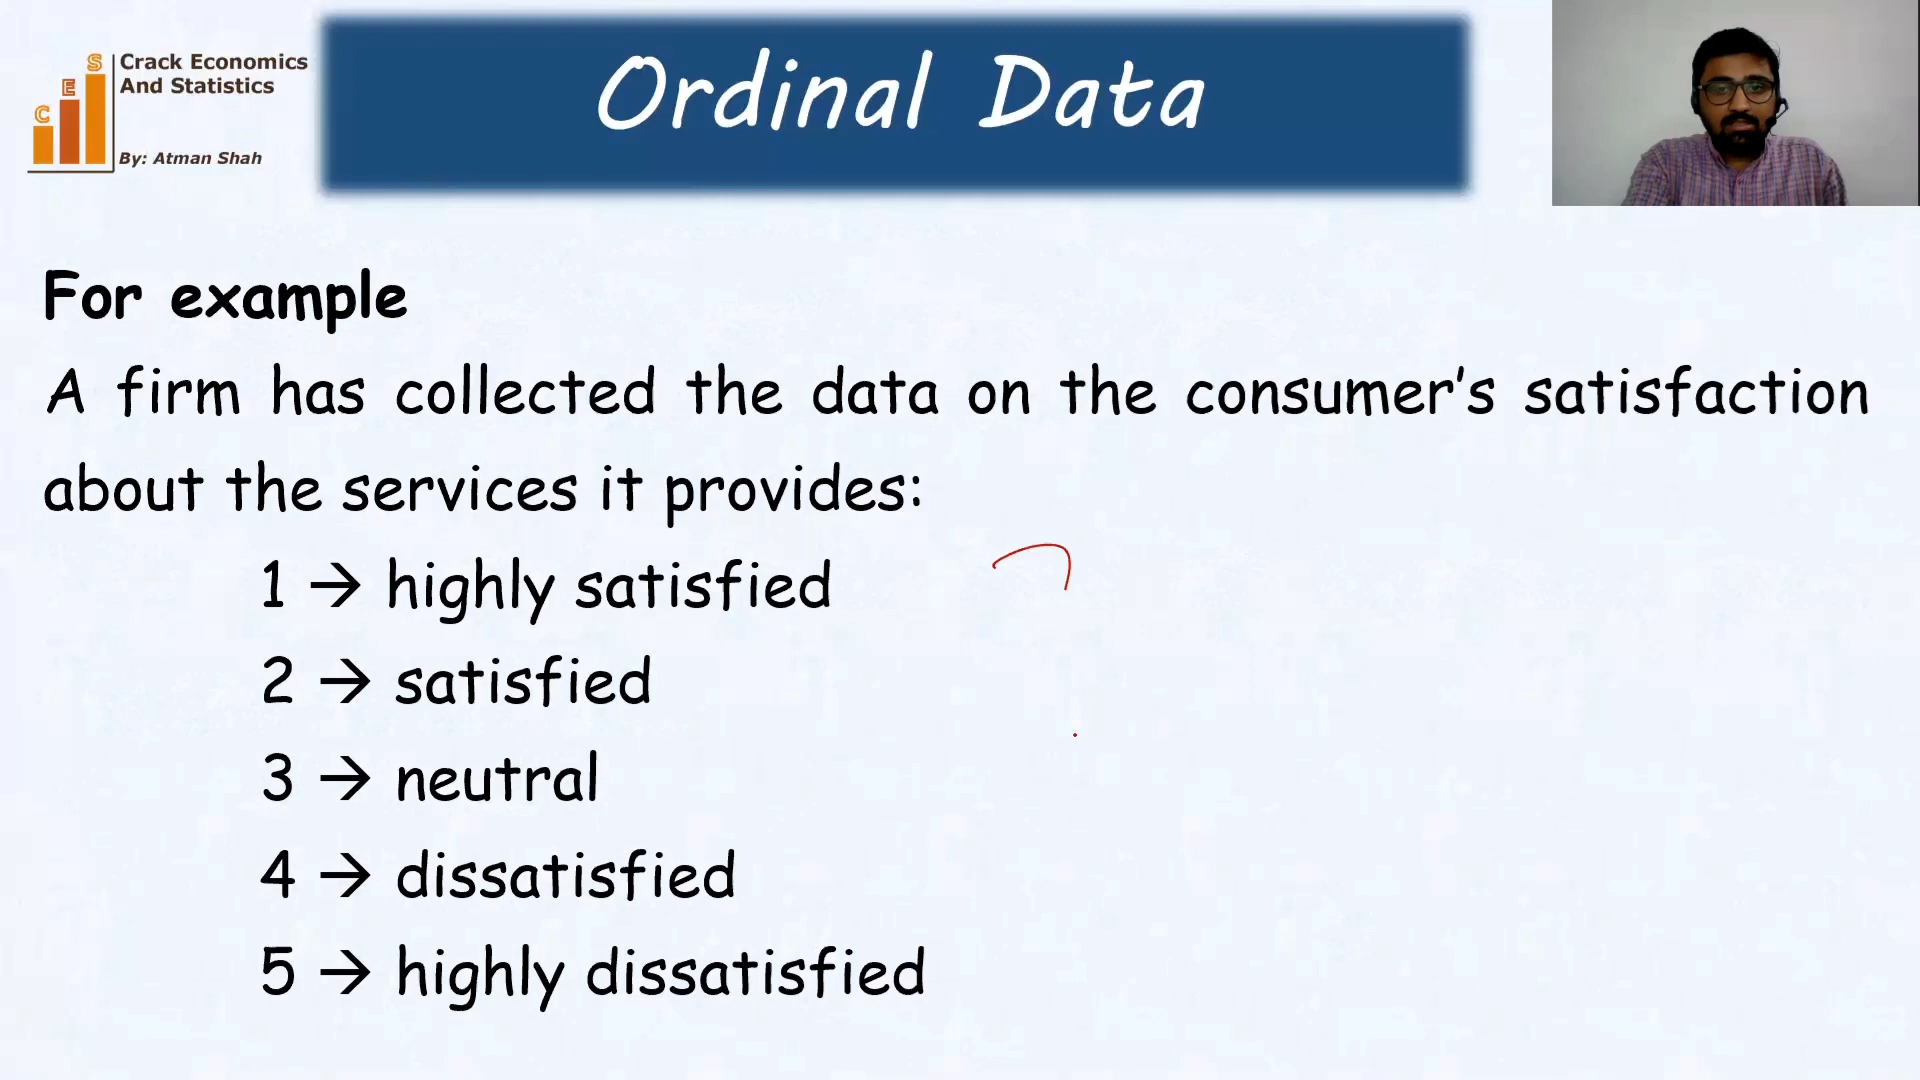 C E S
Crack Economics
And Statistics
By: Atman Shah
Ordinal Data
For example
A firm has collected the data on the consumer's satisfaction
about the services it provides:
1 → highly satisfied
2 → satisfied
3 → neutral
4 → dissatisfied
5 → highly dissatisfied